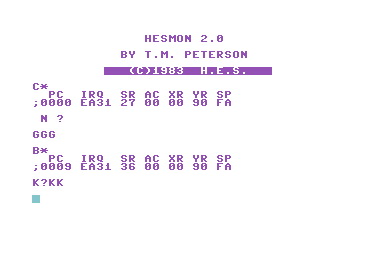 HESMON 2.0
BY T.M. PETERSON
(C)1983 H.E.S.
C*
PC IRQ SR AC XR YR SP
;0000 EA31 27 00 00 90 FA
N ?
GGG
B*
PC IRQ SR AC XR YR SP
;0009 EA31 36 00 00 90 FA
K?KK